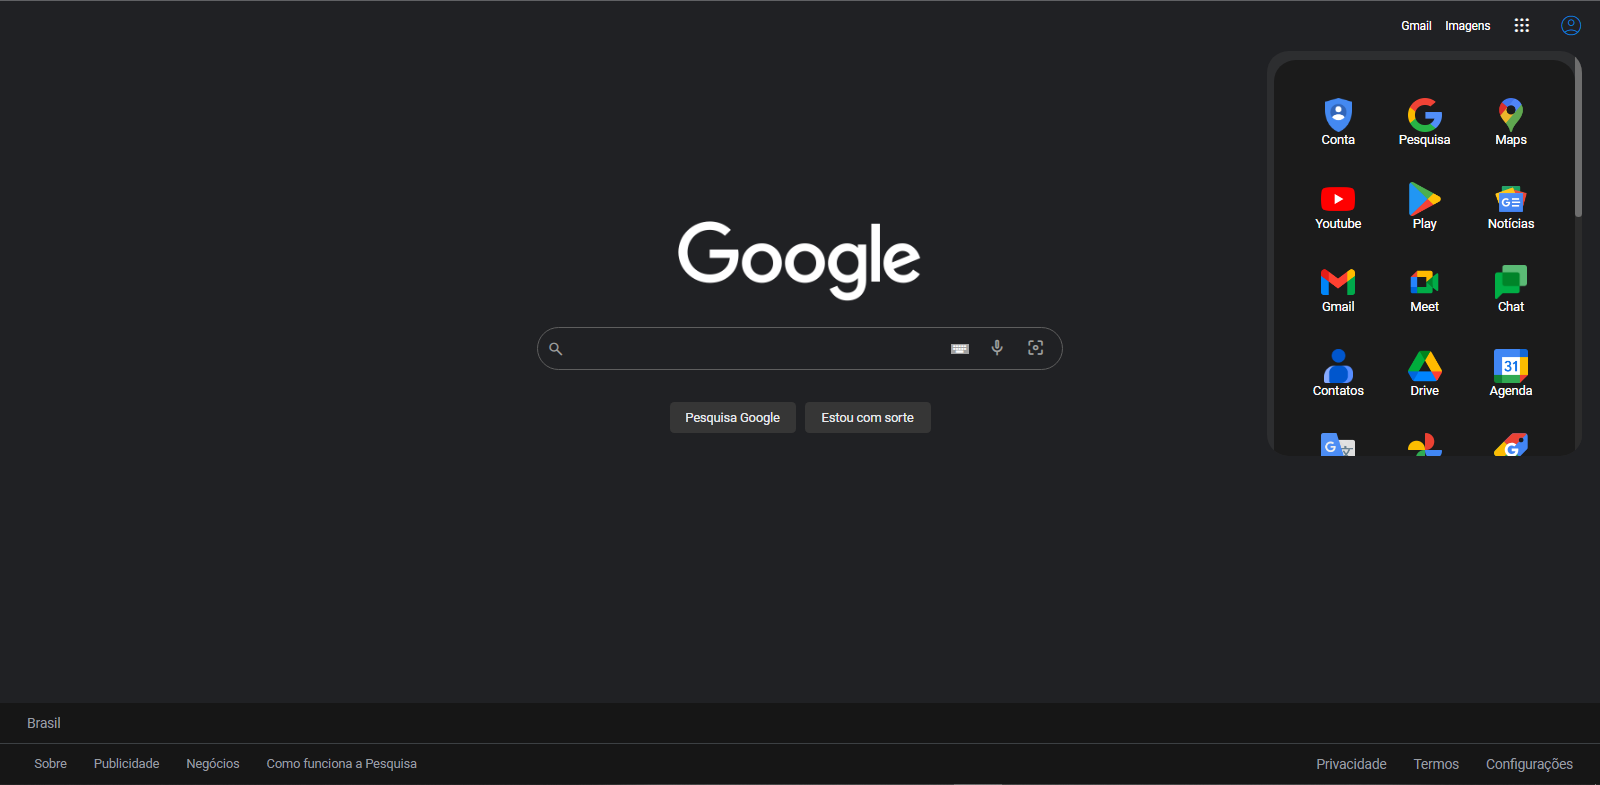 Gmail Imagens
Conta Pesquisa Maps
Youtube Play Notícias
Gmail Meet Chat
Contatos Drive 31 Agenda
Google
Pesquisa Google Estou com sorte
Brasil
Sobre Publicidade Negócios Como funciona a Pesquisa Privacidade Termos Configurações